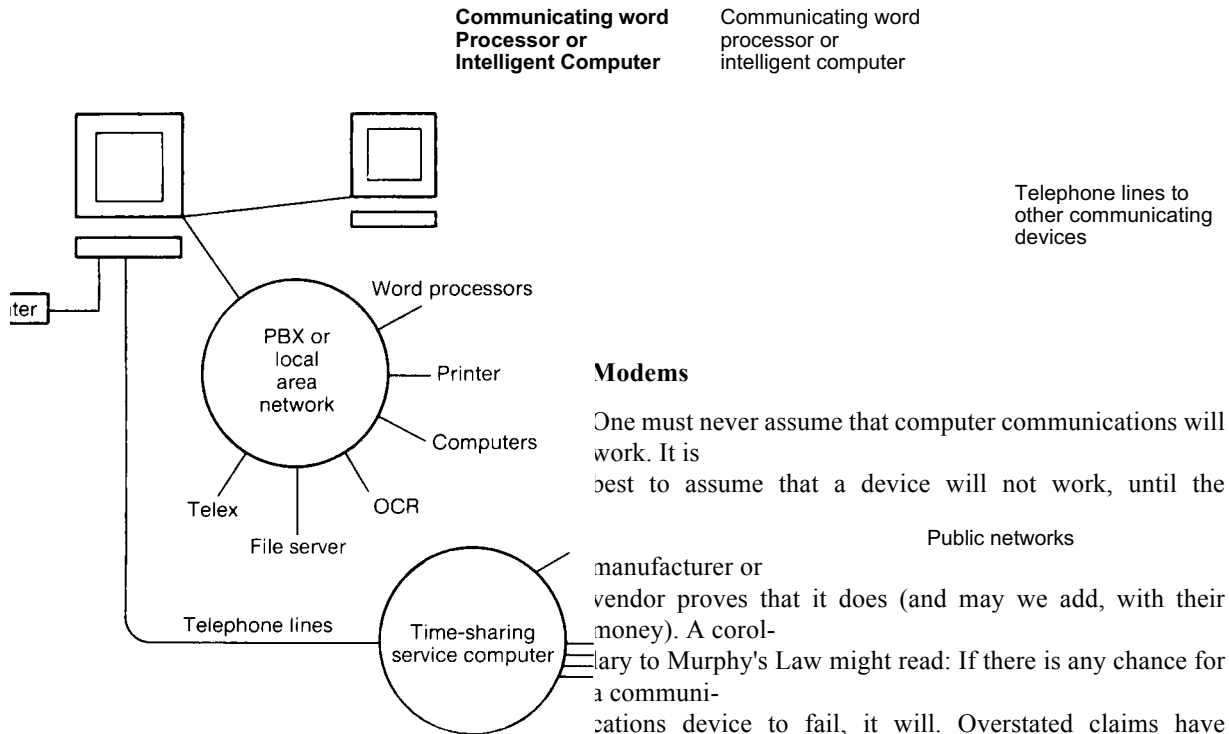 Communicating word
Processor or
Intelligent Computer
Communicating word
processor or
intelligent computer
Telephone lines to
other communicating
devices
Word processors
PBX or
local
area
network
Printer
Computers
OCR
File server
Telex
Telephone lines
Time-sharing
service computer
Public networks
Modems
One must never assume that computer communications will
work. It is
best to assume that a device will not work, until the
manufacturer or
vendor proves that it does (and may we add, with their
money). A corol-
lary to Murphy's Law might read: If there is any chance for
a communi-
cations device to fail, it will. Overstated claims have